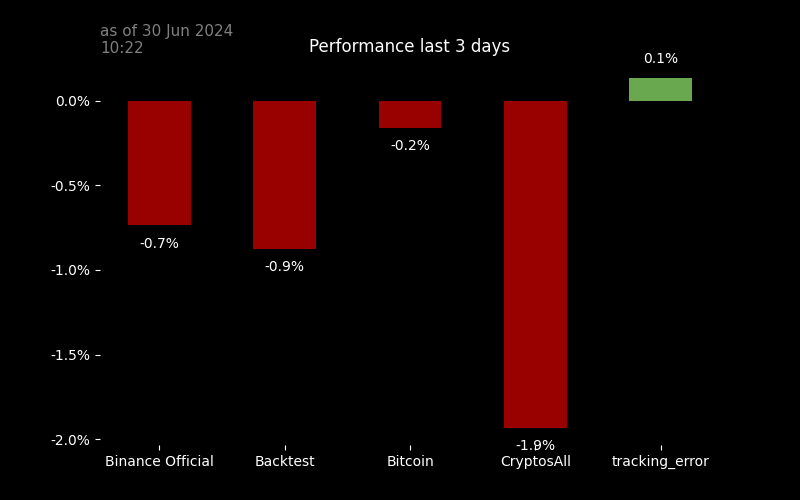 as of 30 Jun 2024
10:22
Performance last 3 days
0.1%
0.0%
-0.2%
-0.5%
-0.7%
-0.9%
-1.0%
-1.5%
-2.0%
-1.9%
Binance Official
Backtest
Bitcoin
CryptosAll
tracking_error